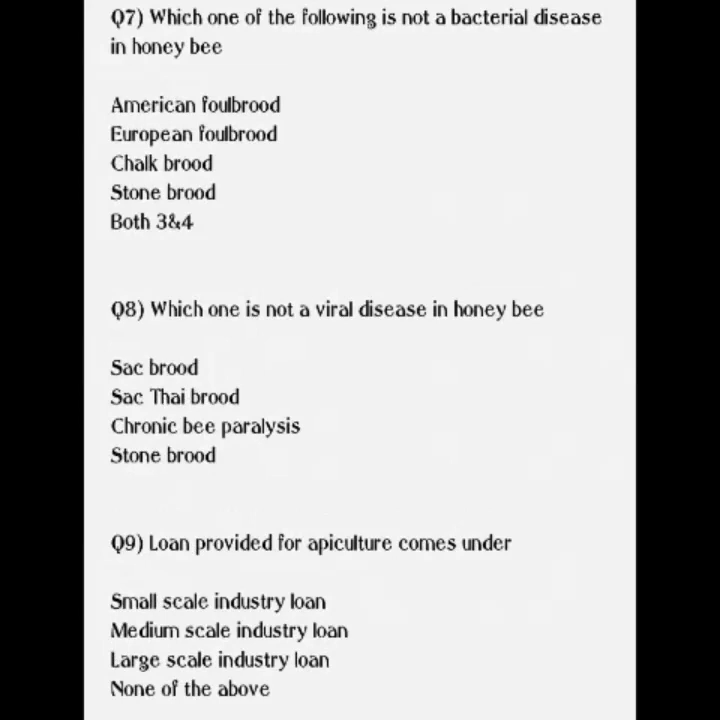 Q7) Which one of the following is not a bacterial disease
in honey bee
American foulbrood
European foulbrood
Chalk brood
Stone brood
Both 3&4
Q8) Which one is not a viral disease in honey bee
Sac brood
Sac Thai brood
Chronic bee paralysis
Stone brood
Q9) Loan provided for apiculture comes under
Small scale industry loan
Medium scale industry loan
Large scale industry loan
None of the above